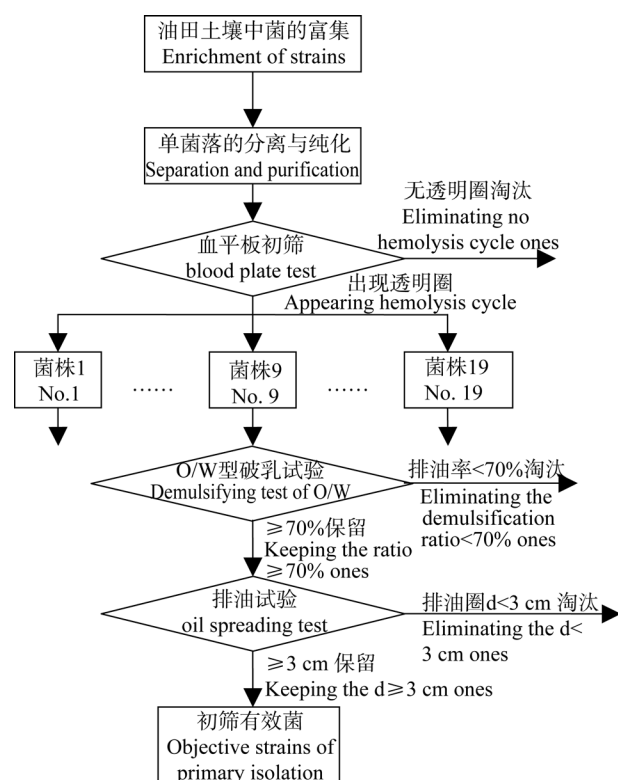 油田土壤中菌的富集
Enrichment of strains
单菌落的分离与纯化
Separation and purification
无透明圈淘汰
Eliminating no
hemolysis cycle ones
血平板初筛
blood plate test
出现透明圈
Appearing hemolysis cycle
菌株1
No.1
……
菌株9
No. 9
……
菌株19
No. 19
O/W型破乳试验
Demulsifying test of O/W
排油率<70%淘汰
Eliminating the
demulsification
ratio<70% ones
≥70%保留
Keeping the ratio
≥70% ones
排油试验
oil spreading test
排油圈d<3 cm 淘汰
Eliminating the d<
3 cm ones
≥3 cm 保留
Keeping the d≥3 cm ones
初筛有效菌
Objective strains of
primary isolation